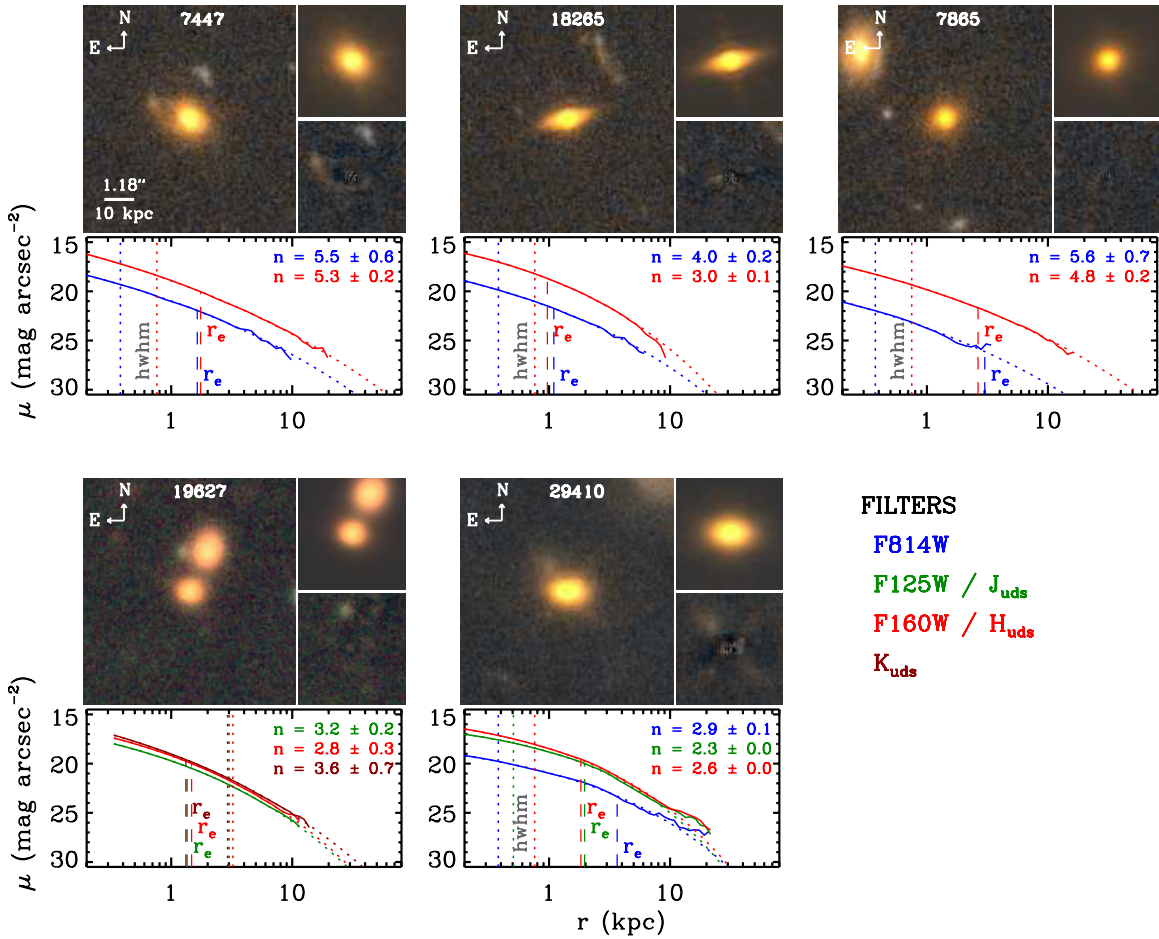 N
E
7447
1.18"
10 kpc
N
E
18265
N
E
7865
μ (mag arcsec⁻²)
15
20
25
30
n = 5.5 ± 0.6
n = 5.3 ± 0.2
hwhm
r_e
r_e
1
10
n = 4.0 ± 0.2
n = 3.0 ± 0.1
15
20
25
30
hwhm
r_e
r_e
1
10
n = 5.6 ± 0.7
n = 4.8 ± 0.2
15
20
25
30
hwhm
r_e
r_e
1
10
N
E
19627
N
E
29410
FILTERS
F814W
F125W / J_uds
F160W / H_uds
K_uds
μ (mag arcsec⁻²)
15
20
25
30
n = 3.2 ± 0.2
n = 2.8 ± 0.3
n = 3.6 ± 0.7
r_e
r_e
r_e
1
10
15
20
25
30
n = 2.9 ± 0.1
n = 2.3 ± 0.0
n = 2.6 ± 0.0
hwhm
r_e
r_e
r_e
1
10
r (kpc)